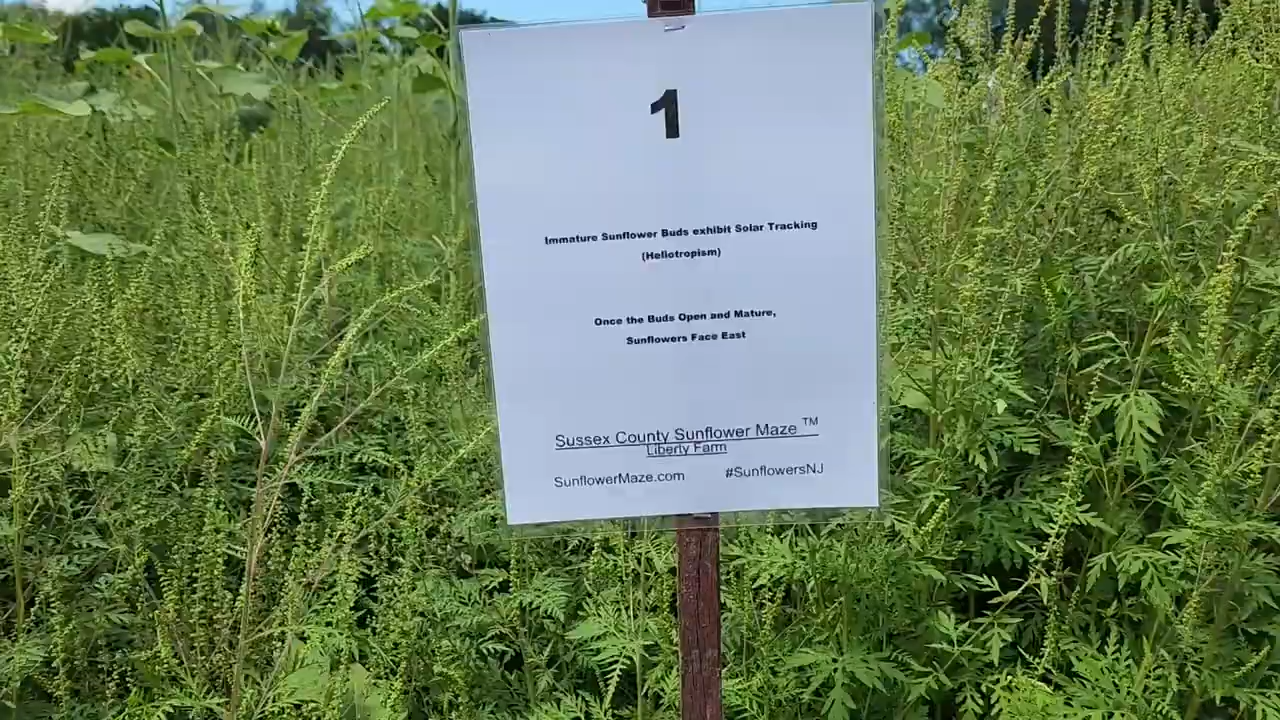 1
Immature Sunflower Buds exhibit Solar Tracking
(Heliotropism)
Once the Buds Open and Mature,
Sunflowers Face East
Sussex County Sunflower Maze TM
Liberty Farm
SunflowerMaze.com #SunflowersNJ